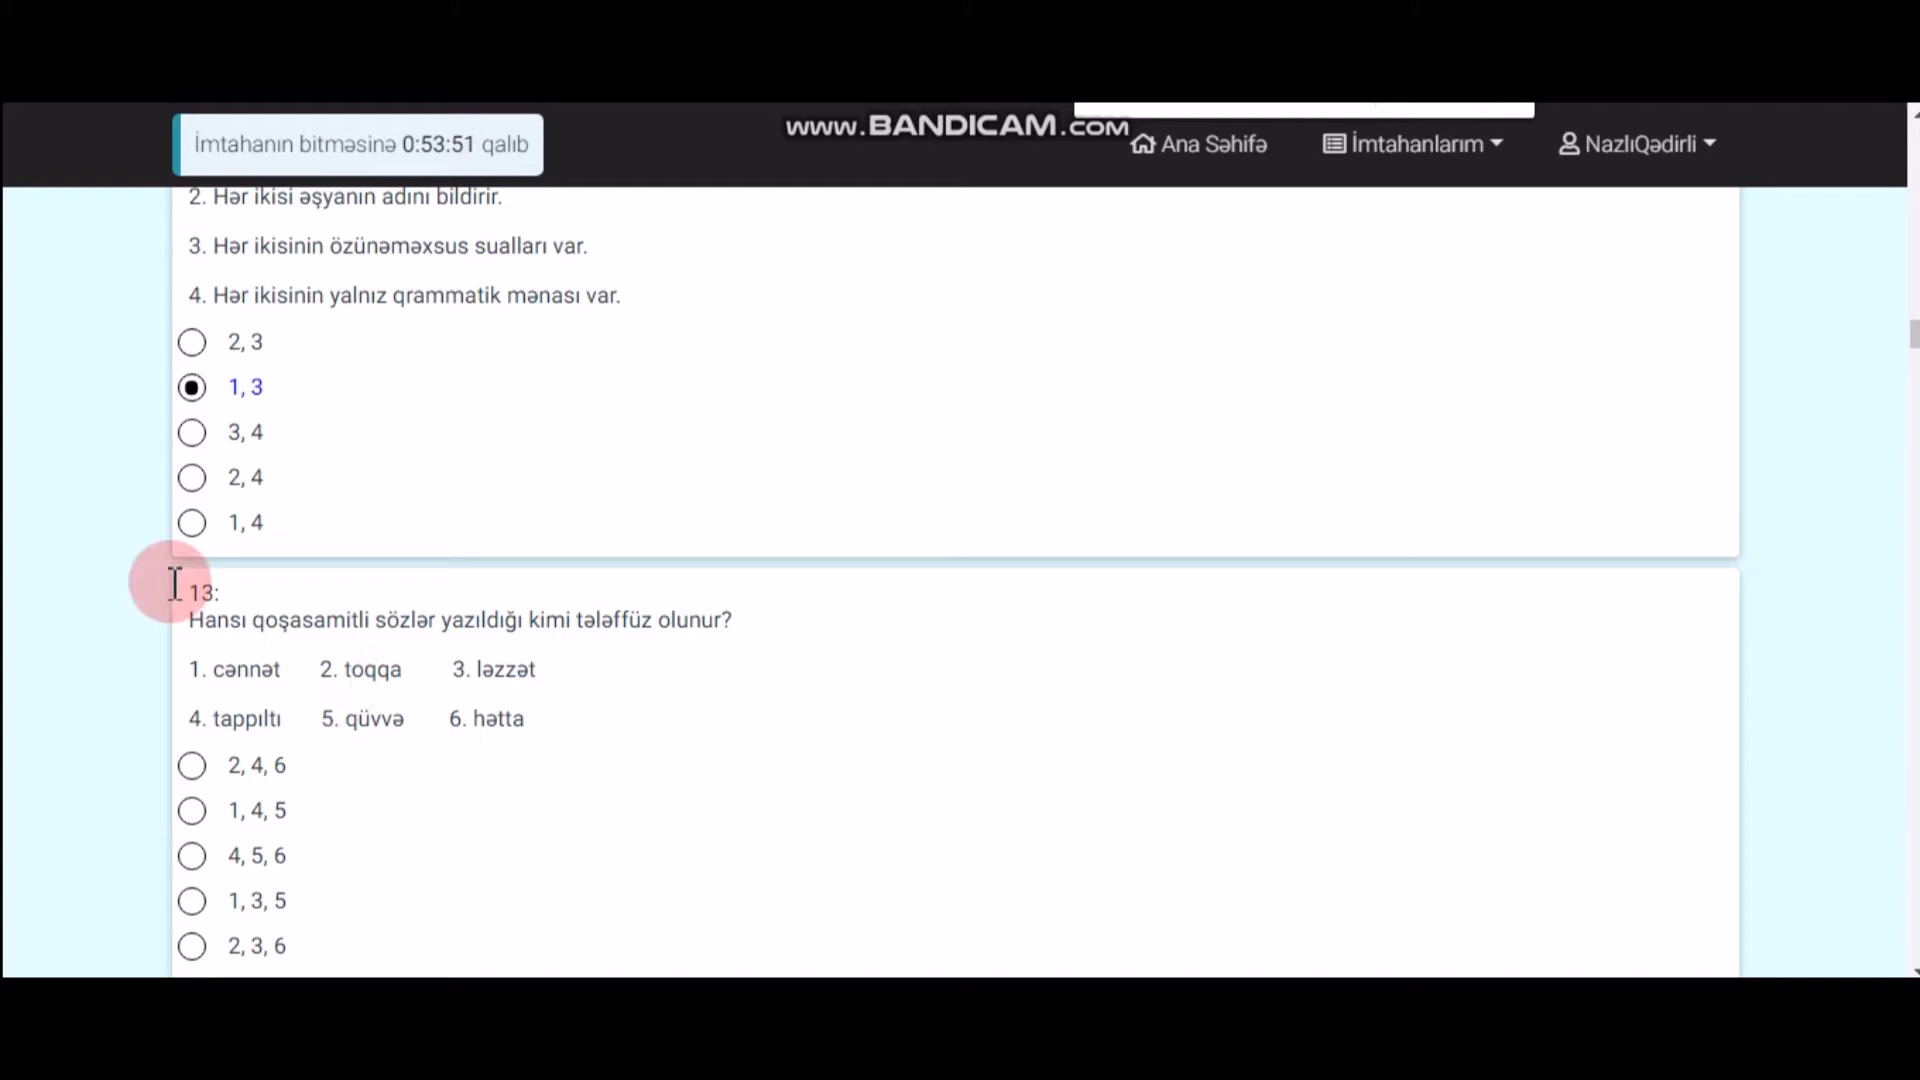 www.BANDICAM.COM
İmtahanın bitməsinə 0:53:51 qalıb
Ana Səhifə
İmtahanlarım
NazlıQədirli
2. Hər ikisi əşyanın adını bildirir.
3. Hər ikisinin özünəməxsus sualları var.
4. Hər ikisinin yalnız qrammatik mənası var.
2, 3
1, 3
3, 4
2, 4
1, 4
13:
Hansı qoşasamitli sözlər yazıldığı kimi tələffüz olunur?
1. cənnət 2. toqqa 3. ləzzət
4. tappıltı 5. qüvvə 6. hətta
2, 4, 6
1, 4, 5
4, 5, 6
1, 3, 5
2, 3, 6